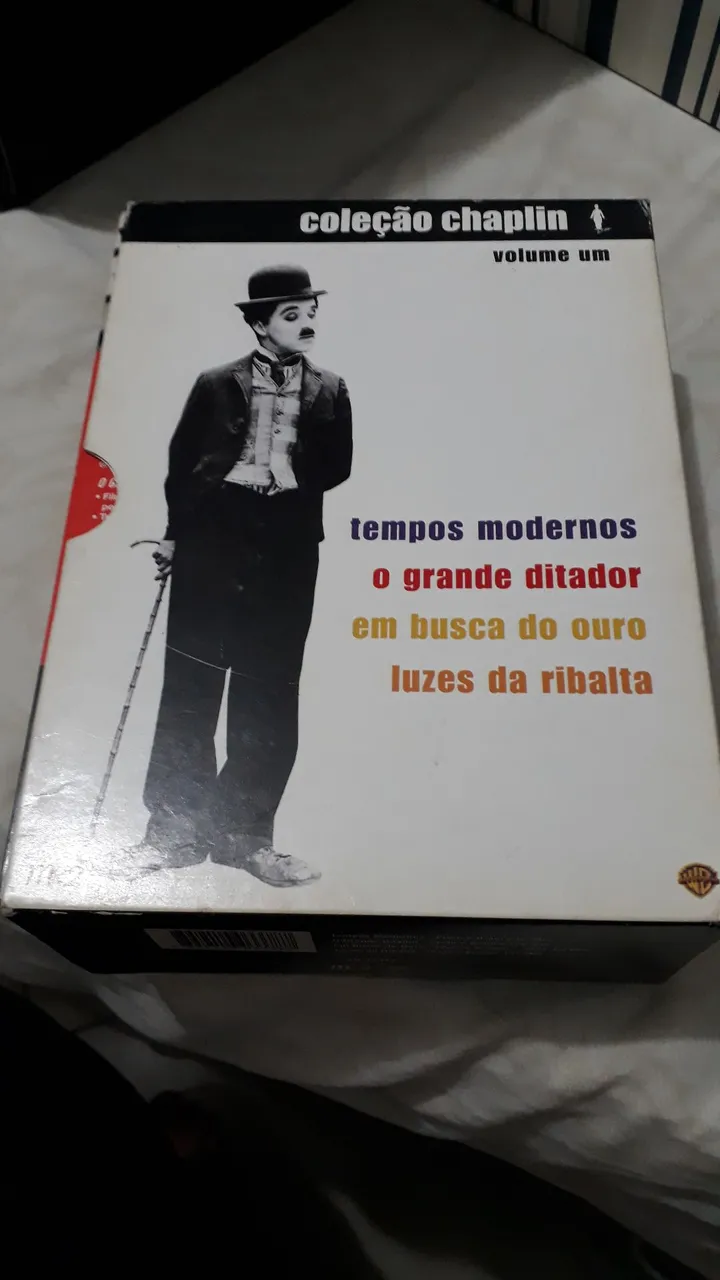 coleção chaplin
volume um
tempos modernos
o grande ditador
em busca do ouro
luzes da ribalta